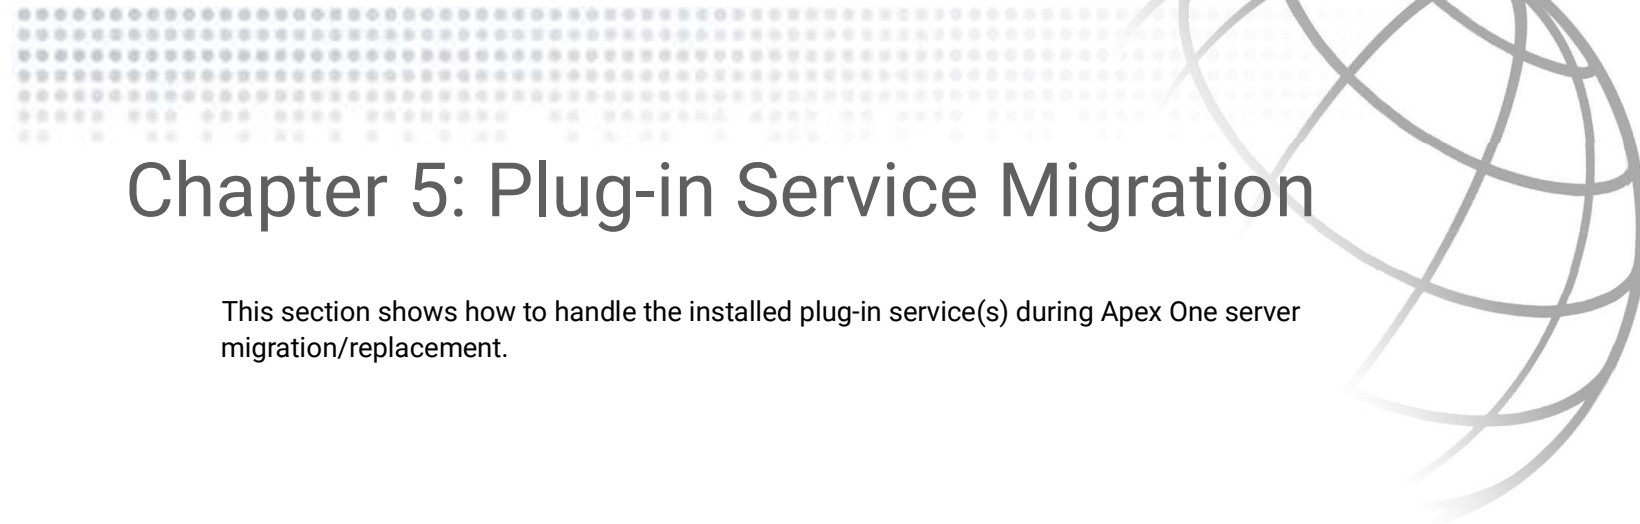 Chapter 5: Plug-in Service Migration
This section shows how to handle the installed plug-in service(s) during Apex One server
migration/replacement.